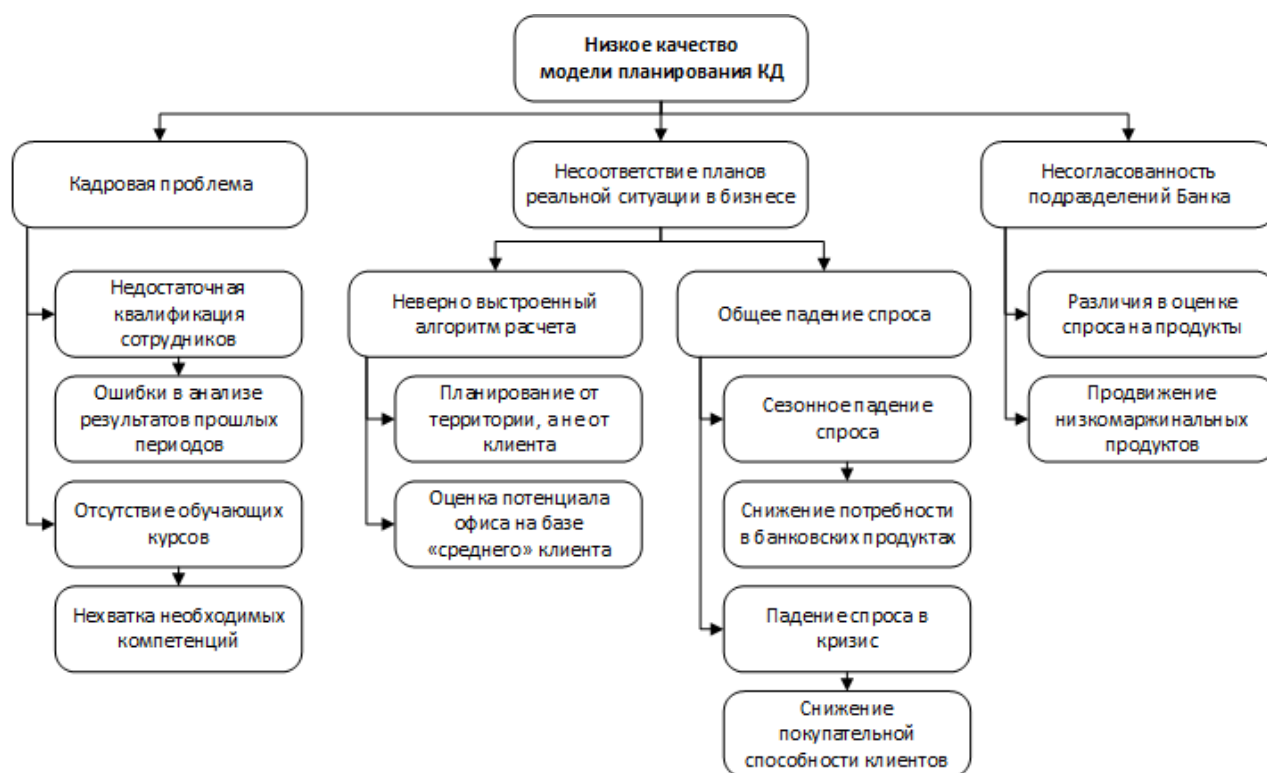 Низкое качество
модели планирования КД
Кадровая проблема
Несоответствие планов
реальной ситуации в бизнесе
Несогласованность
подразделений Банка
Недостаточная
квалификация
сотрудников
Ошибки в анализе
результатов прошлых
периодов
Отсутствие обучающих
курсов
Нехватка необходимых
компетенций
Неверно выстроенный
алгоритм расчета
Планирование от
территории, а не от
клиента
Оценка потенциала
офиса на базе
«среднего» клиента
Общее падение спроса
Сезонное падение
спроса
Снижение потребности
в банковских продуктах
Падение спроса в
кризис
Снижение
покупательной
способности клиентов
Различия в оценке
спроса на продукты
Продвижение
низкомаржинальных
продуктов